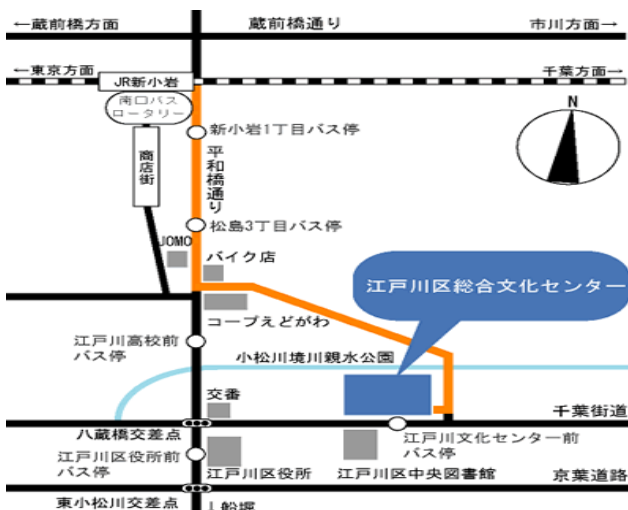 ←蔵前橋方面
蔵前橋通り
市川方面→
←東京方面
千葉方面→
JR新小岩
南口バス
ロータリー
N
新小岩1丁目バス停
商店街
平和橋通り
松島3丁目バス停
JOMO
バイク店
江戸川区総合文化センター
コープえどがわ
江戸川高校前
バス停
小松川境川親水公園
交番
千葉街道
八蔵橋交差点
江戸川文化センター前
バス停
江戸川区役所前
バス停
江戸川区役所
江戸川区中央図書館
京葉道路
東小松川交差点
↓船堀